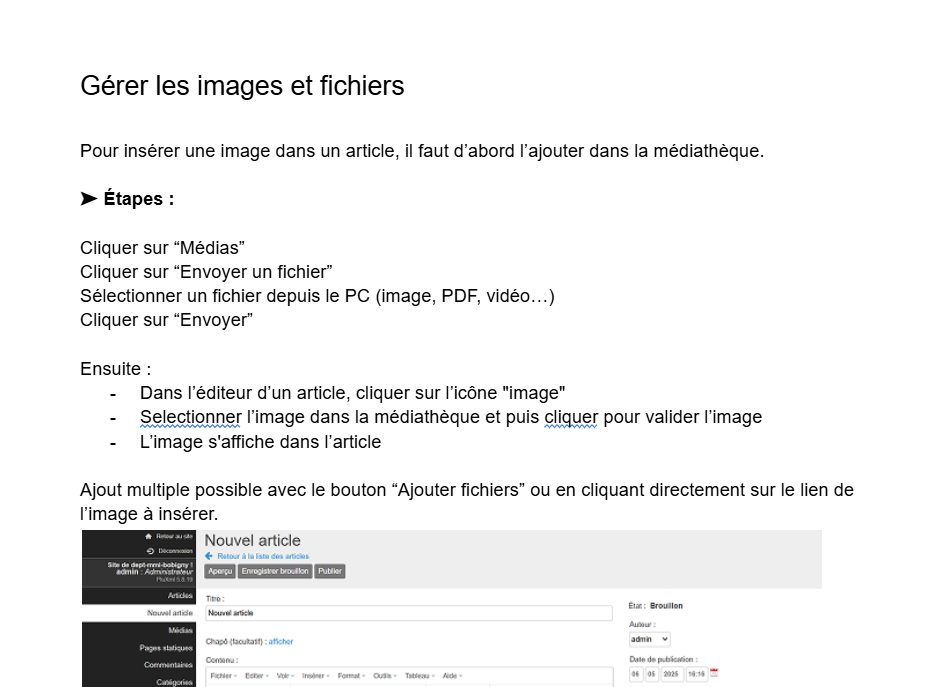 Gérer les images et fichiers
Pour insérer une image dans un article, il faut d’abord l’ajouter dans la médiathèque.
➤ Étapes :
Cliquer sur “Médias”
Cliquer sur “Envoyer un fichier”
Sélectionner un fichier depuis le PC (image, PDF, vidéo…)
Cliquer sur “Envoyer”
Ensuite :
- Dans l’éditeur d’un article, cliquer sur l’icône "image"
- Selectionner l’image dans la médiathèque et puis cliquer pour valider l’image
- L’image s'affiche dans l’article
Ajout multiple possible avec le bouton “Ajouter fichiers” ou en cliquant directement sur le lien de
l’image à insérer.
Retour au site
Déconnexion
Site de dept-mmi-bobigny !
admin : Administrateur
PluXml 5.8.19
Articles
Nouvel article
Médias
Pages statiques
Commentaires
Catégories
Nouvel article
Retour à la liste des articles
Aperçu Enregistrer brouillon Publier
Titre :
Nouvel article
Chapô (facultatif) : afficher
Contenu :
Fichier Editer Voir Insérer Format Outils Tableau Aide
État : Brouillon
Auteur :
admin
Date de publication :
06 05 2025 16:16